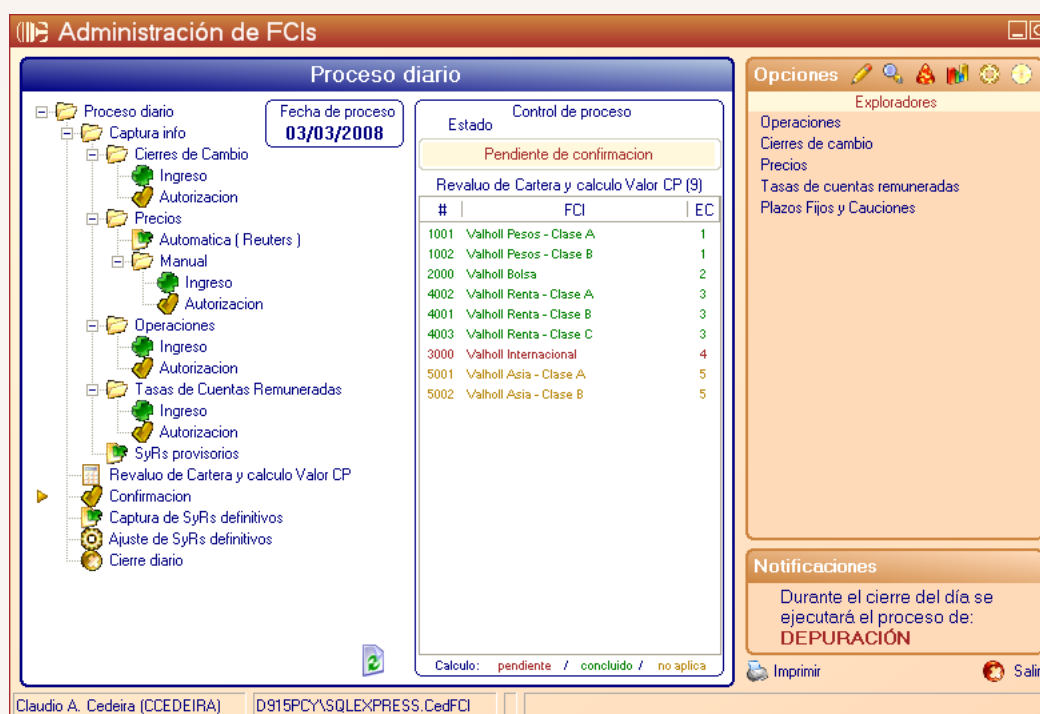 Administración de FCIs
Proceso diario
Proceso diario
Captura info
Cierres de Cambio
Ingreso
Autorizacion
Precios
Automatica ( Reuters )
Manual
Ingreso
Autorizacion
Operaciones
Ingreso
Autorizacion
Tasas de Cuentas Remuneradas
Ingreso
Autorizacion
SyRs provisorios
Revaluo de Cartera y calculo Valor CP
Confirmacion
Captura de SyRs definitivos
Ajuste de SyRs definitivos
Cierre diario
Fecha de proceso
03/03/2008
Control de proceso
Estado
Pendiente de confirmacion
Revaluo de Cartera y calculo Valor CP (9)
# FCI EC
1001 Valholl Pesos - Clase A 1
1002 Valholl Pesos - Clase B 1
2000 Valholl Bolsa 2
4002 Valholl Renta - Clase A 3
4001 Valholl Renta - Clase B 3
4003 Valholl Renta - Clase C 3
3000 Valholl Internacional 4
5001 Valholl Asia - Clase A 5
5002 Valholl Asia - Clase B 5
Calculo: pendiente / concluido / no aplica
Opciones
Exploradores
Operaciones
Cierres de cambio
Precios
Tasas de cuentas remuneradas
Plazos Fijos y Cauciones
Notificaciones
Durante el cierre del día se
ejecutará el proceso de:
DEPURACIÓN
Imprimir
Salir
Claudio A. Cedeira (CCEDEIRA)
D915PCY\SQLEXPRESS.CedFCI